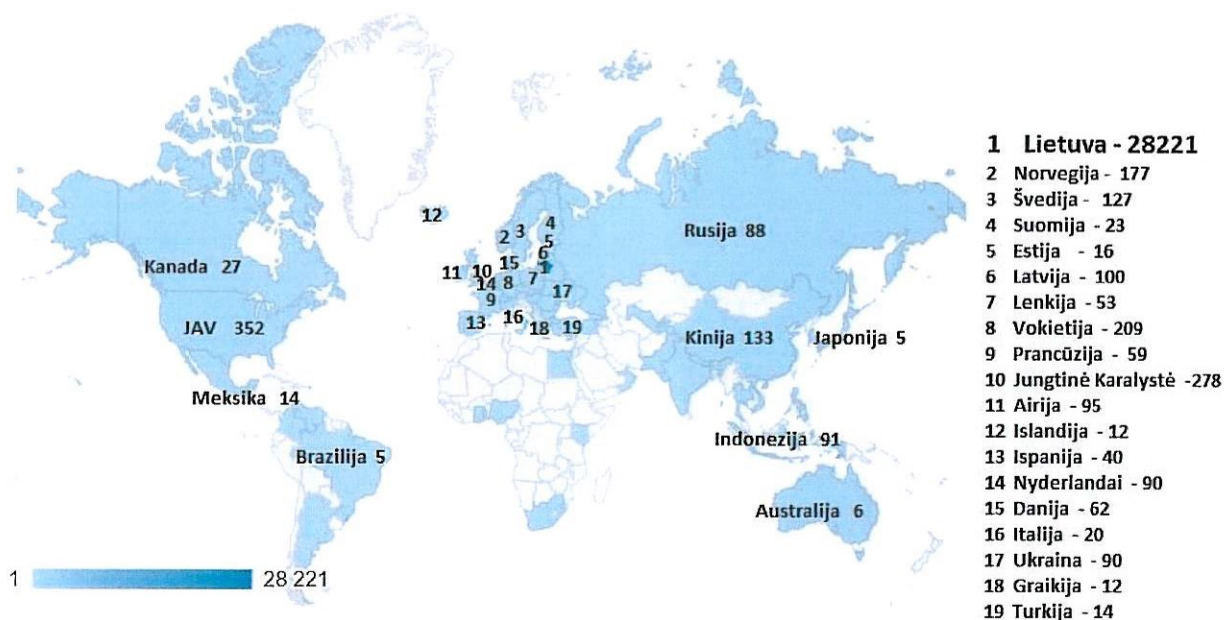 12
4
2
3
5
Rusija 88
6
Kanada 27
11
10
15
1
14
8
7
17
9
JAV 352
13
16
18
19
Kinija 133
Japonija 5
Meksika 14
Indonezija 91
Brazilija 5
Australija 6
1 28 221
1 Lietuva - 28221
2 Norvegija - 177
3 Švedija - 127
4 Suomija - 23
5 Estija - 16
6 Latvija - 100
7 Lenkija - 53
8 Vokietija - 209
9 Prancūzija - 59
10 Jungtinė Karalystė -278
11 Airija - 95
12 Islandija - 12
13 Ispanija - 40
14 Nyderlandai - 90
15 Danija - 62
16 Italija - 20
17 Ukraina - 90
18 Graikija - 12
19 Turkija - 14